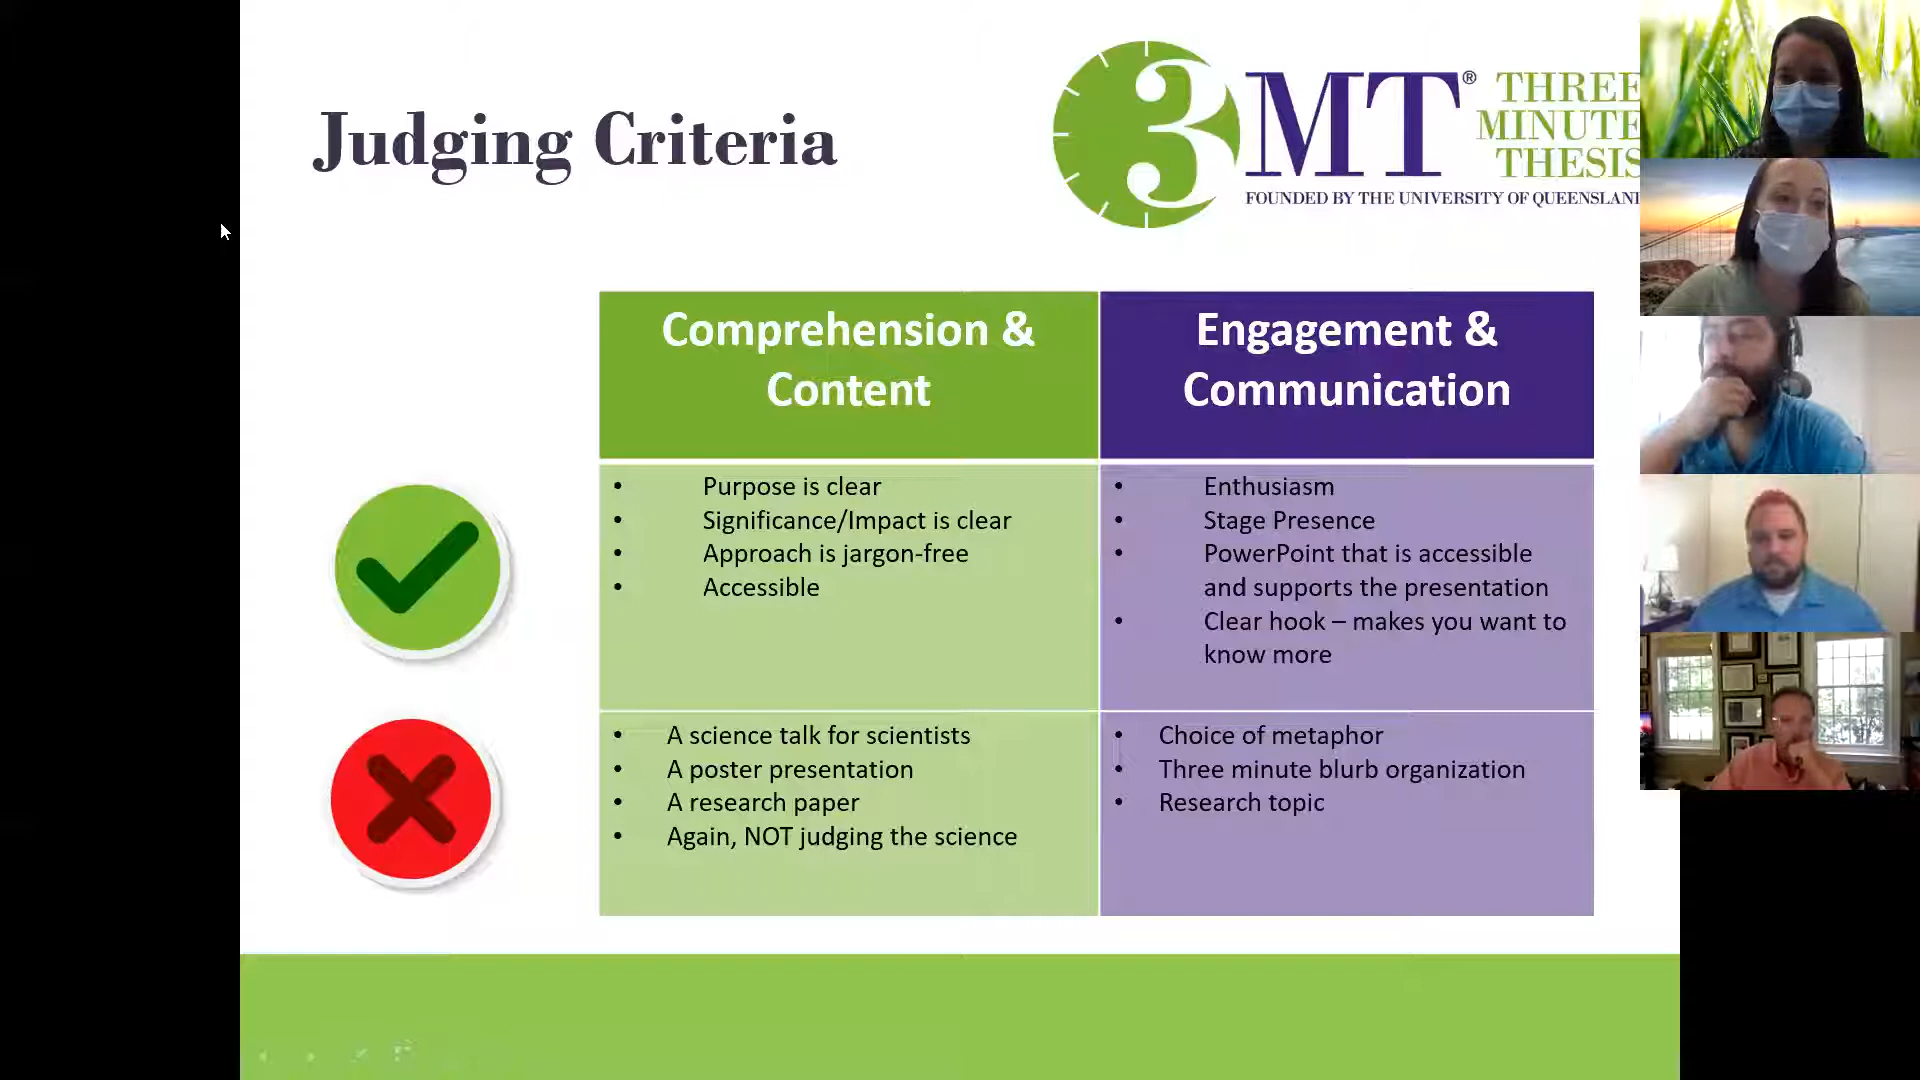 Judging Criteria
3MT® THREE
MINUTE
THESIS
FOUNDED BY THE UNIVERSITY OF QUEENSLAND
Comprehension &
Content
Engagement &
Communication
• Purpose is clear
• Significance/Impact is clear
• Approach is jargon-free
• Accessible
• Enthusiasm
• Stage Presence
• PowerPoint that is accessible
and supports the presentation
• Clear hook – makes you want to
know more
• A science talk for scientists
• A poster presentation
• A research paper
• Again, NOT judging the science
• Choice of metaphor
• Three minute blurb organization
• Research topic